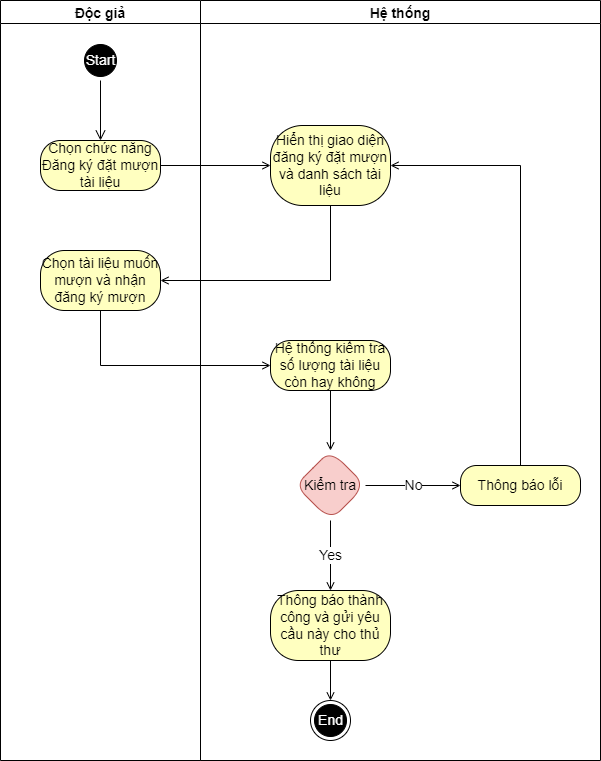 Độc giả
Hệ thống
Start
Chọn chức năng
Đăng ký đặt mượn
tài liệu
Hiển thị giao diện
đăng ký đặt mượn
và danh sách tài
liệu
Chọn tài liệu muốn
mượn và nhận
đăng ký mượn
Hệ thống kiểm tra
số lượng tài liệu
còn hay không
Kiểm tra
No
Thông báo lỗi
Yes
Thông báo thành
công và gửi yêu
cầu này cho thủ
thư
End